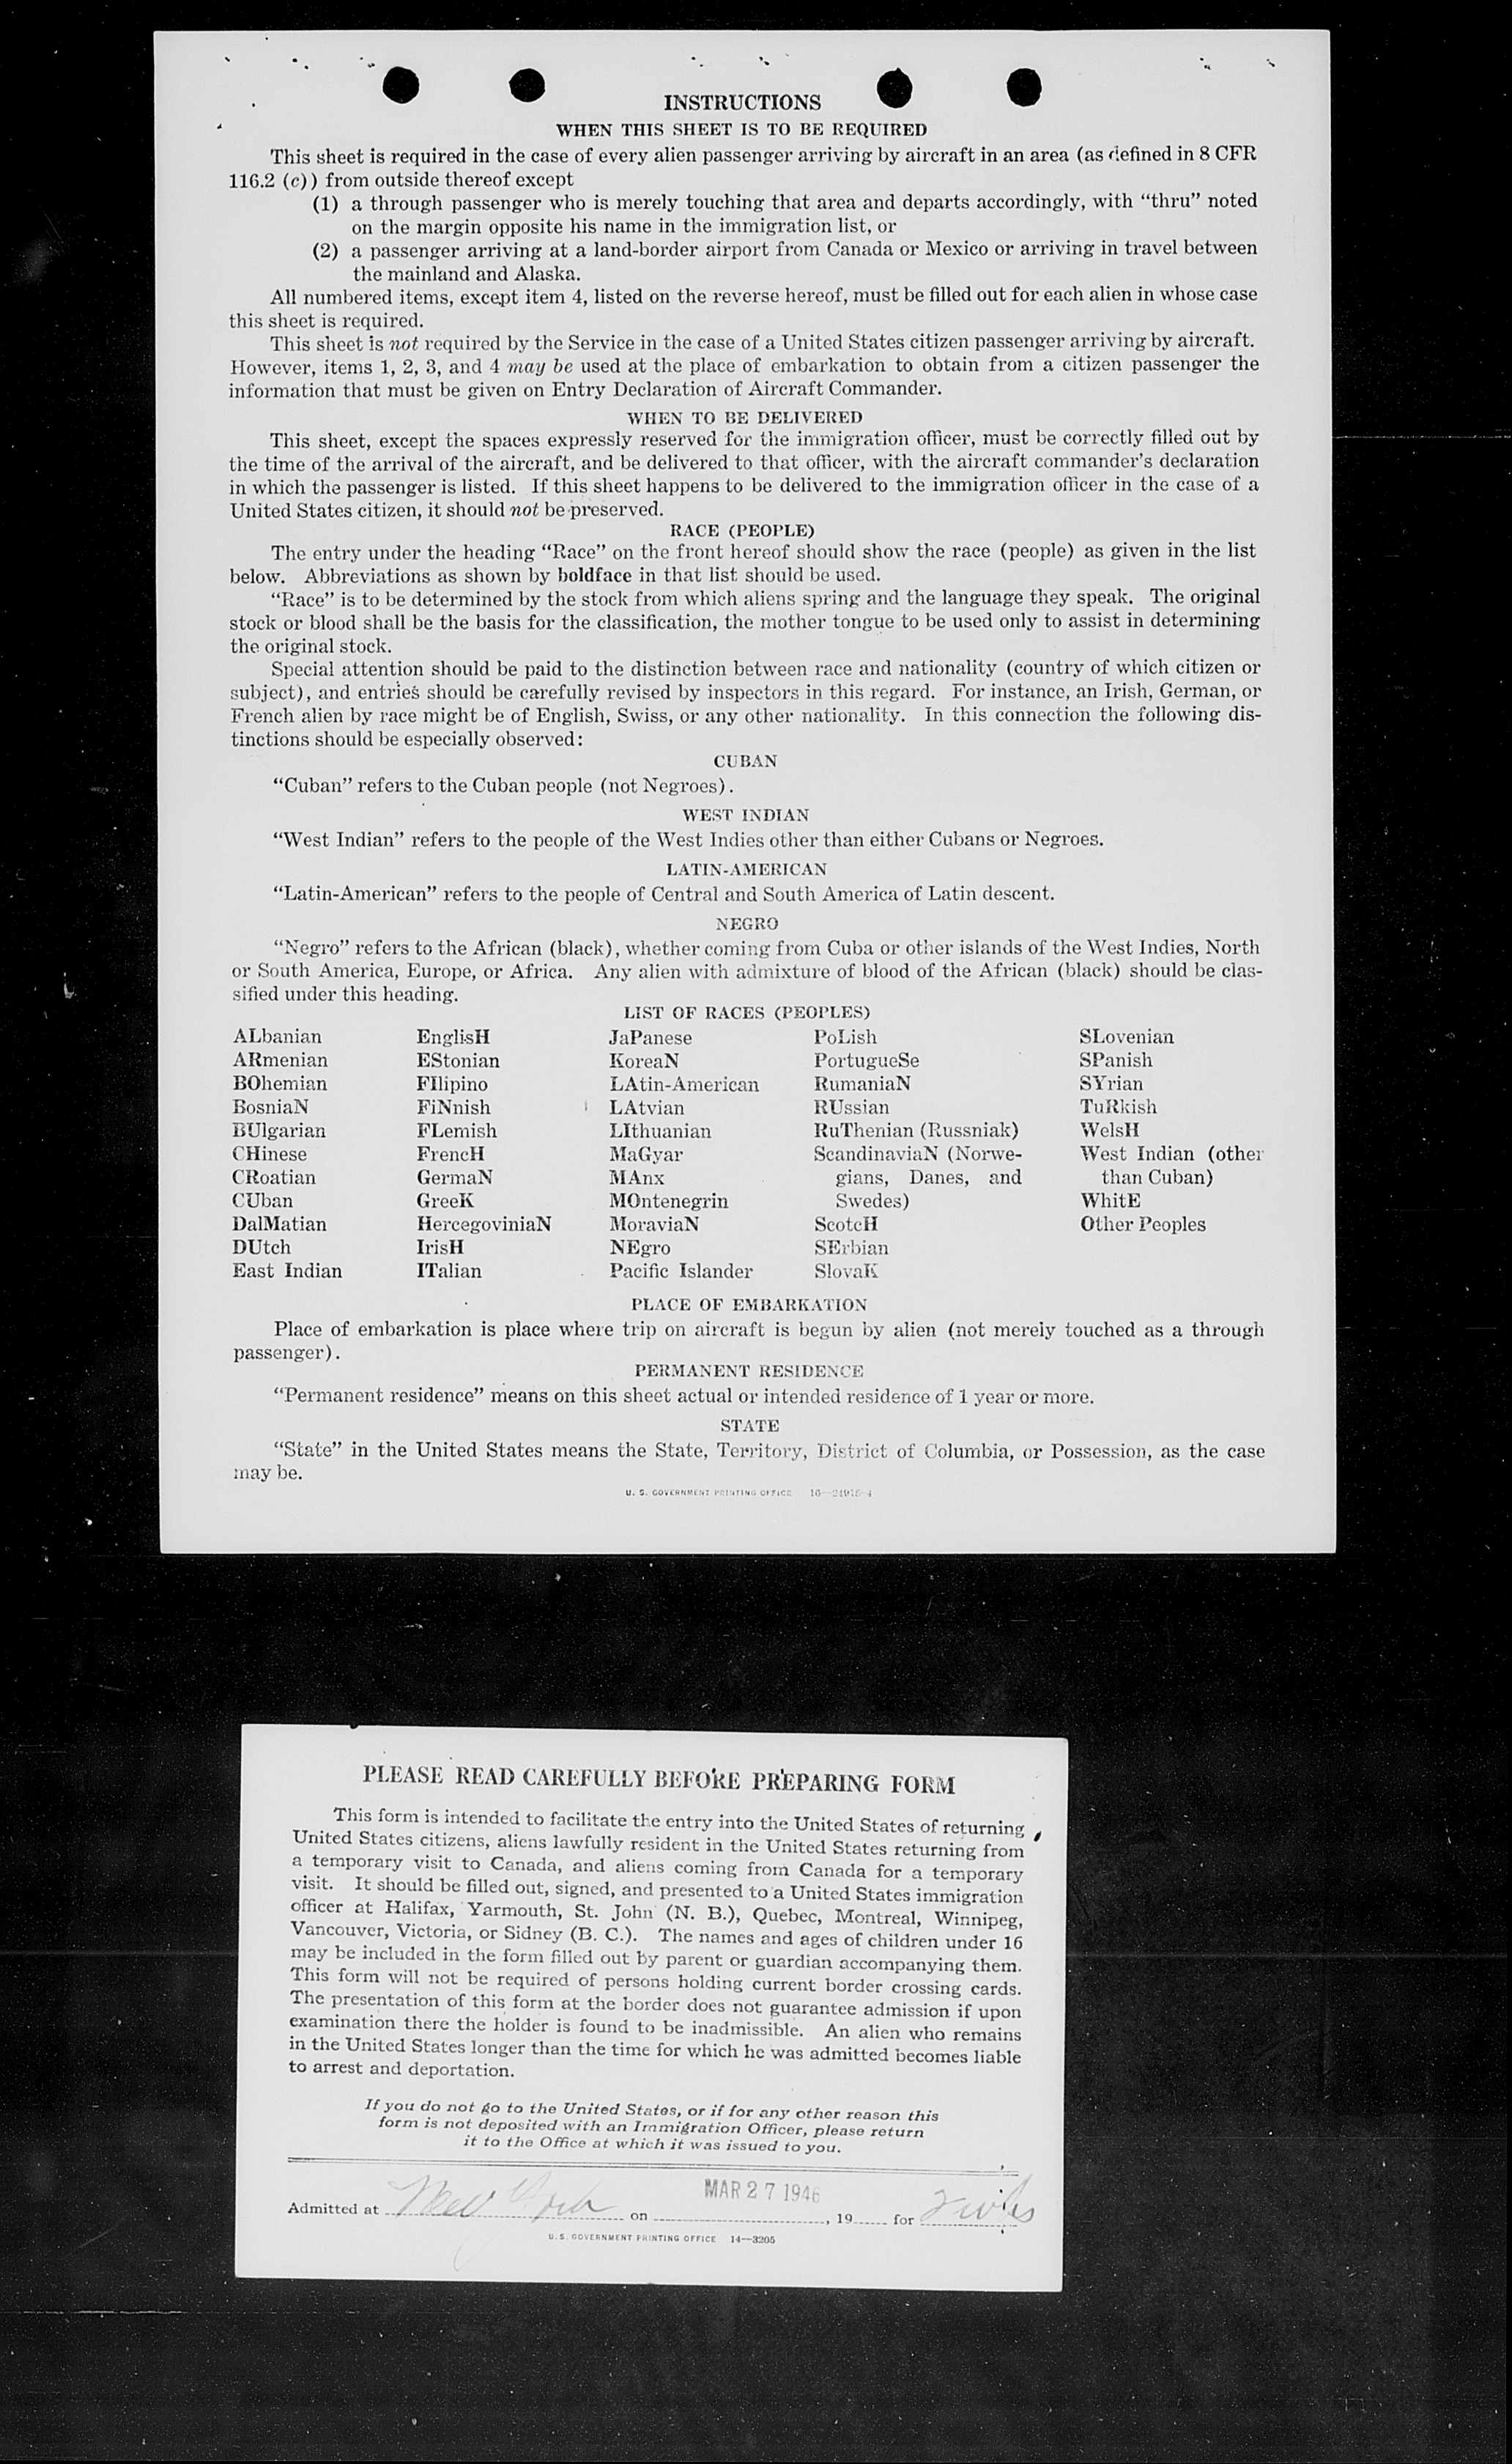 INSTRUCTIONS
WHEN THIS SHEET IS TO BE REQUIRED
This sheet is required in the case of every alien passenger arriving by aircraft in an area (as defined in 8 CFR
116.2 (c)) from outside thereof except
(1) a through passenger who is merely touching that area and departs accordingly, with “thru” noted
on the margin opposite his name in the immigration list, or
(2) a passenger arriving at a land-border airport from Canada or Mexico or arriving in travel between
the mainland and Alaska.
All numbered items, except item 4, listed on the reverse hereof, must be filled out for each alien in whose case
this sheet is required.
This sheet is not required by the Service in the case of a United States citizen passenger arriving by aircraft.
However, items 1, 2, 3, and 4 may be used at the place of embarkation to obtain from a citizen passenger the
information that must be given on Entry Declaration of Aircraft Commander.
WHEN TO BE DELIVERED
This sheet, except the spaces expressly reserved for the immigration officer, must be correctly filled out by
the time of the arrival of the aircraft, and be delivered to that officer, with the aircraft commander’s declaration
in which the passenger is listed. If this sheet happens to be delivered to the immigration officer in the case of a
United States citizen, it should not be preserved.
RACE (PEOPLE)
The entry under the heading “Race” on the front hereof should show the race (people) as given in the list
below. Abbreviations as shown by boldface in that list should be used.
“Race” is to be determined by the stock from which aliens spring and the language they speak. The original
stock or blood shall be the basis for the classification, the mother tongue to be used only to assist in determining
the original stock.
Special attention should be paid to the distinction between race and nationality (country of which citizen or
subject), and entries should be carefully revised by inspectors in this regard. For instance, an Irish, German, or
French alien by race might be of English, Swiss, or any other nationality. In this connection the following dis-
tinctions should be especially observed:
CUBAN
“Cuban” refers to the Cuban people (not Negroes).
WEST INDIAN
“West Indian” refers to the people of the West Indies other than either Cubans or Negroes.
LATIN-AMERICAN
“Latin-American” refers to the people of Central and South America of Latin descent.
NEGRO
“Negro” refers to the African (black), whether coming from Cuba or other islands of the West Indies, North
or South America, Europe, or Africa. Any alien with admixture of blood of the African (black) should be clas-
sified under this heading.
LIST OF RACES (PEOPLES)
ALbanian EnglisH JaPanese PoLish SLovenian
ARmenian EStonian KoreaN PortugueSe SPanish
BOhemian FIlipino LAtin-American RumaniaN SYrian
BosniaN FiNnish LAtvian RUssian TuRkish
BUlgarian FLemish LIthuanian RuThenian (Russniak) WelsH
CHinese FrencH MaGyar ScandinaviaN (Norwe- West Indian (other
CRoatian GermaN MAnx gians, Danes, and than Cuban)
CUban GreeK MOntenegrin Swedes) WhitE
DalMatian HercegoviniaN MoraviaN ScotcH Other Peoples
DUtch IrisH NEgro SErbian
East Indian ITalian Pacific Islander SlovaK
PLACE OF EMBARKATION
Place of embarkation is place where trip on aircraft is begun by alien (not merely touched as a through
passenger).
PERMANENT RESIDENCE
“Permanent residence” means on this sheet actual or intended residence of 1 year or more.
STATE
“State” in the United States means the State, Territory, District of Columbia, or Possession, as the case
may be.
U. S. GOVERNMENT PRINTING OFFICE
PLEASE READ CAREFULLY BEFORE PREPARING FORM
This form is intended to facilitate the entry into the United States of returning
United States citizens, aliens lawfully resident in the United States returning from
a temporary visit to Canada, and aliens coming from Canada for a temporary
visit. It should be filled out, signed, and presented to a United States immigration
officer at Halifax, Yarmouth, St. John (N. B.), Quebec, Montreal, Winnipeg,
Vancouver, Victoria, or Sidney (B. C.). The names and ages of children under 16
may be included in the form filled out by parent or guardian accompanying them.
This form will not be required of persons holding current border crossing cards.
The presentation of this form at the border does not guarantee admission if upon
examination there the holder is found to be inadmissible. An alien who remains
in the United States longer than the time for which he was admitted becomes liable
to arrest and deportation.
If you do not go to the United States, or if for any other reason this
form is not deposited with an Immigration Officer, please return
it to the Office at which it was issued to you.
Admitted at New York on MAR 27 1946, 19 for 2 wks
U. S. GOVERNMENT PRINTING OFFICE 14—3205